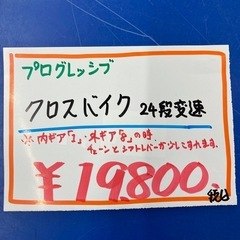 プログレッシブ
クロスバイク 24段変速
※内ギア「1」・外ギア「8」の時、
チェーンとシフトレバーが少しすれます。
¥19,800.
税込